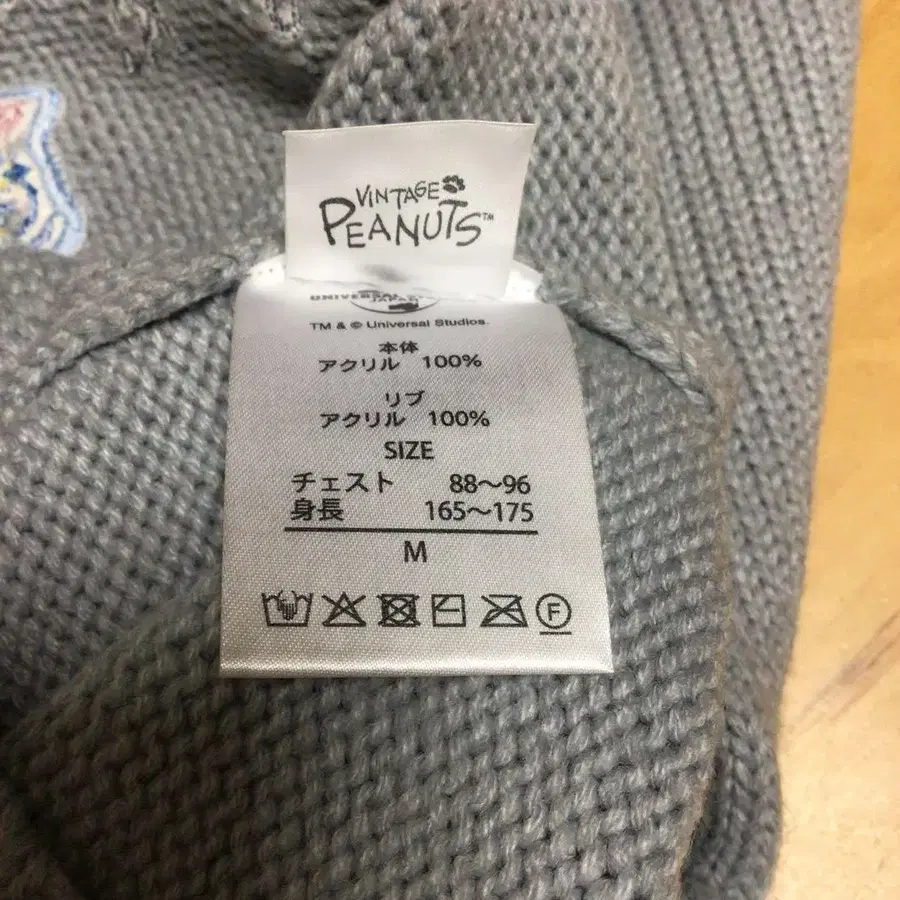 VINTAGE
PEANUTS™
JAPAN
TM & © Universal Studios.
本体
アクリル 100%
リブ
アクリル 100%
SIZE
チェスト 88～96
身長 165～175
M
F